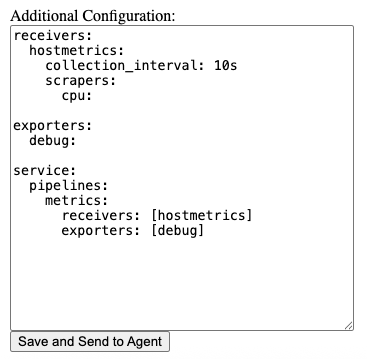 Additional Configuration:
receivers:
  hostmetrics:
    collection_interval: 10s
    scrapers:
      cpu:

exporters:
  debug:

service:
  pipelines:
    metrics:
      receivers: [hostmetrics]
      exporters: [debug]
Save and Send to Agent